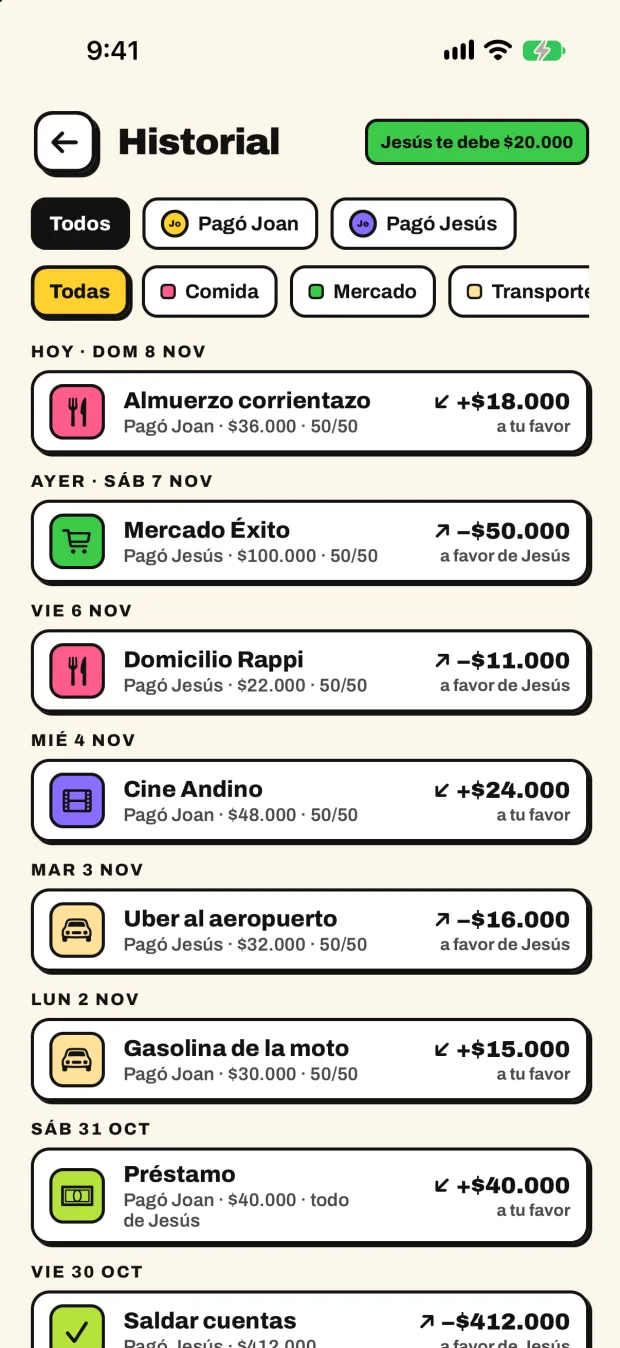 9:41
Historial
Jesús te debe $20.000
Todos
Jo Pagó Joan
Je Pagó Jesús
Todas
Comida
Mercado
Transporte
HOY · DOM 8 NOV
Almuerzo corrientazo
+$18.000
Pagó Joan · $36.000 · 50/50
a tu favor
AYER · SÁB 7 NOV
Mercado Éxito
–$50.000
Pagó Jesús · $100.000 · 50/50
a favor de Jesús
VIE 6 NOV
Domicilio Rappi
–$11.000
Pagó Jesús · $22.000 · 50/50
a favor de Jesús
MIÉ 4 NOV
Cine Andino
+$24.000
Pagó Joan · $48.000 · 50/50
a tu favor
MAR 3 NOV
Uber al aeropuerto
–$16.000
Pagó Jesús · $32.000 · 50/50
a favor de Jesús
LUN 2 NOV
Gasolina de la moto
+$15.000
Pagó Joan · $30.000 · 50/50
a tu favor
SÁB 31 OCT
Préstamo
+$40.000
Pagó Joan · $40.000 · todo
de Jesús
a tu favor
VIE 30 OCT
Saldar cuentas
–$412.000
Pagó Jesús · $412.000
a favor de Jesús